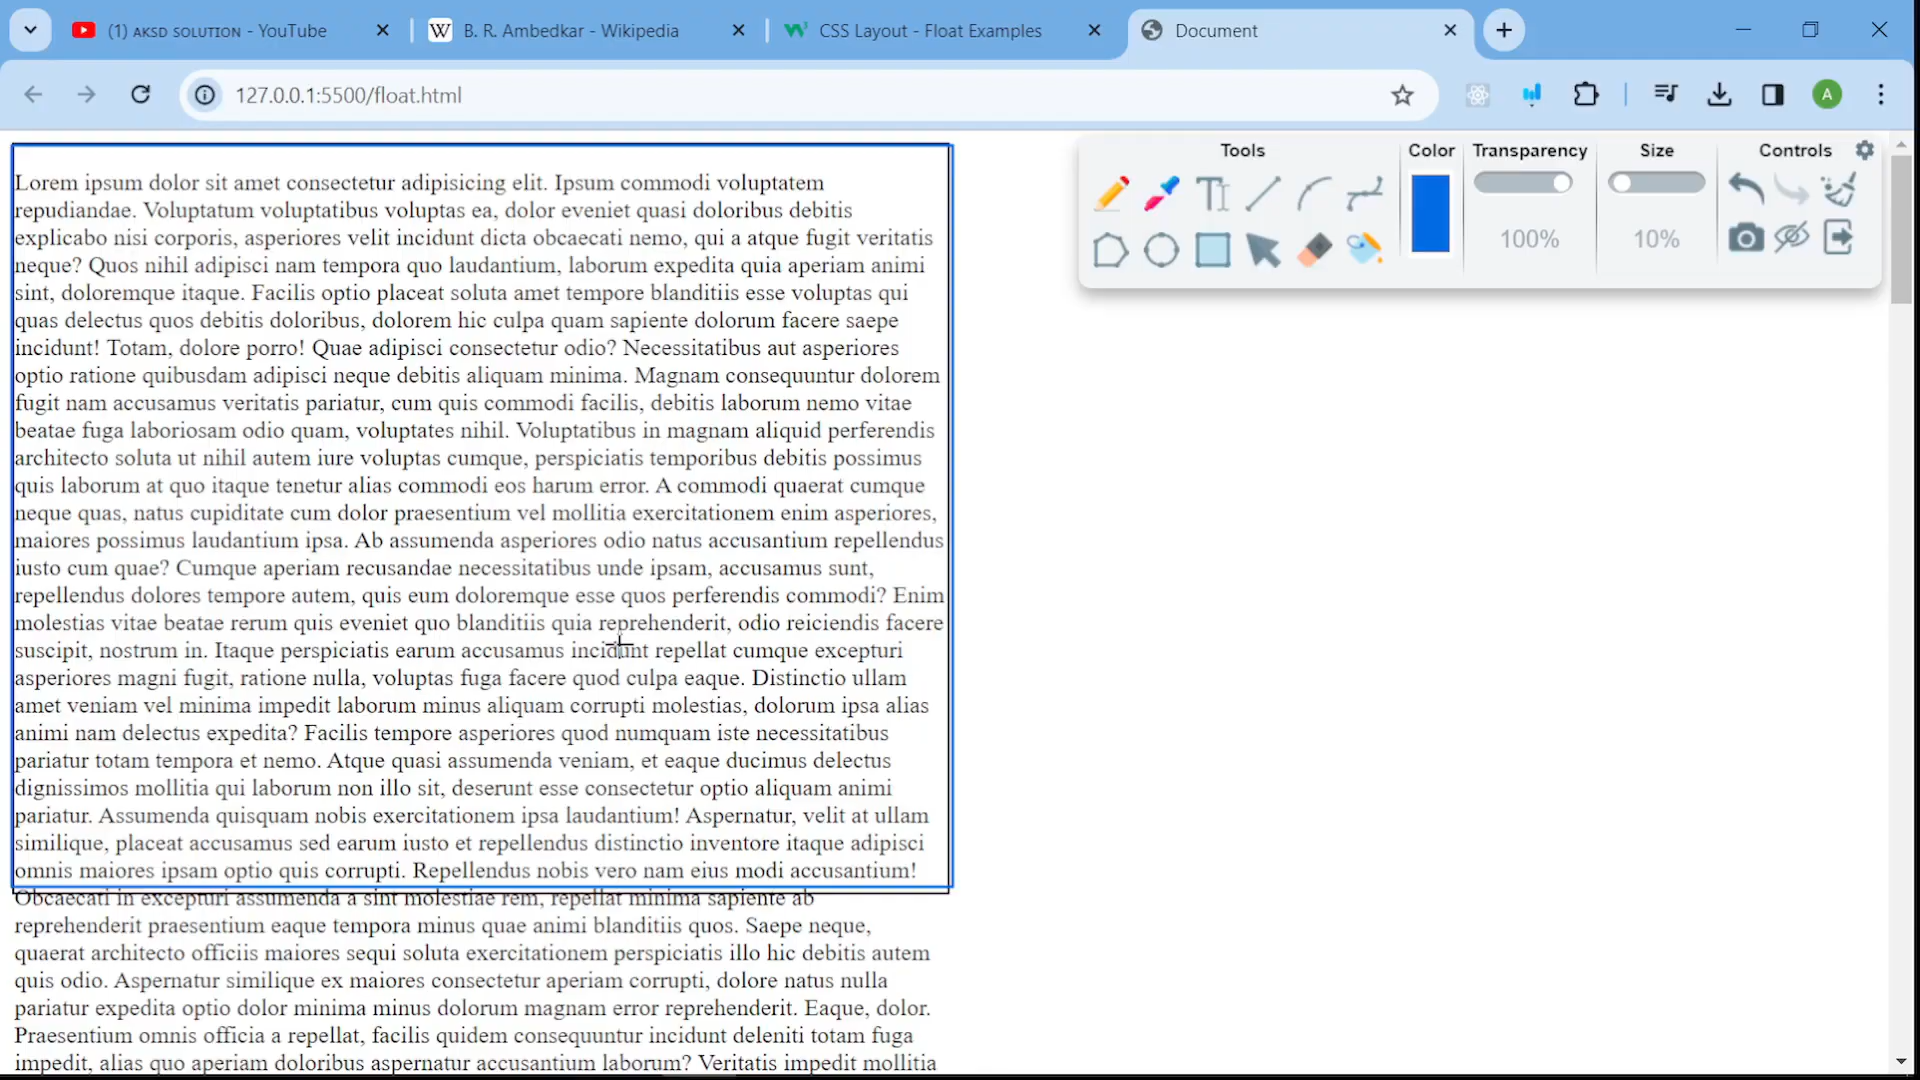 (1) ᴀᴋsᴅ sᴏʟᴜᴛɪᴏɴ - YouTube
W B. R. Ambedkar - Wikipedia
CSS Layout - Float Examples
Document
127.0.0.1:5500/float.html
A
Tools
Color
Transparency
Size
Controls
100%
10%
Lorem ipsum dolor sit amet consectetur adipisicing elit. Ipsum commodi voluptatem
repudiandae. Voluptatum voluptatibus voluptas ea, dolor eveniet quasi doloribus debitis
explicabo nisi corporis, asperiores velit incidunt dicta obcaecati nemo, qui a atque fugit veritatis
neque? Quos nihil adipisci nam tempora quo laudantium, laborum expedita quia aperiam animi
sint, doloremque itaque. Facilis optio placeat soluta amet tempore blanditiis esse voluptas qui
quas delectus quos debitis doloribus, dolorem hic culpa quam sapiente dolorum facere saepe
incidunt! Totam, dolore porro! Quae adipisci consectetur odio? Necessitatibus aut asperiores
optio ratione quibusdam adipisci neque debitis aliquam minima. Magnam consequuntur dolorem
fugit nam accusamus veritatis pariatur, cum quis commodi facilis, debitis laborum nemo vitae
beatae fuga laboriosam odio quam, voluptates nihil. Voluptatibus in magnam aliquid perferendis
architecto soluta ut nihil autem iure voluptas cumque, perspiciatis temporibus debitis possimus
quis laborum at quo itaque tenetur alias commodi eos harum error. A commodi quaerat cumque
neque quas, natus cupiditate cum dolor praesentium vel mollitia exercitationem enim asperiores,
maiores possimus laudantium ipsa. Ab assumenda asperiores odio natus accusantium repellendus
iusto cum quae? Cumque aperiam recusandae necessitatibus unde ipsam, accusamus sunt,
repellendus dolores tempore autem, quis eum doloremque esse quos perferendis commodi? Enim
molestias vitae beatae rerum quis eveniet quo blanditiis quia reprehenderit, odio reiciendis facere
suscipit, nostrum in. Itaque perspiciatis earum accusamus incidunt repellat cumque excepturi
asperiores magni fugit, ratione nulla, voluptas fuga facere quod culpa eaque. Distinctio ullam
amet veniam vel minima impedit laborum minus aliquam corrupti molestias, dolorum ipsa alias
animi nam delectus expedita? Facilis tempore asperiores quod numquam iste necessitatibus
pariatur totam tempora et nemo. Atque quasi assumenda veniam, et eaque ducimus delectus
dignissimos mollitia qui laborum non illo sit, deserunt esse consectetur optio aliquam animi
pariatur. Assumenda quisquam nobis exercitationem ipsa laudantium! Aspernatur, velit at ullam
similique, placeat accusamus sed earum iusto et repellendus distinctio inventore itaque adipisci
omnis maiores ipsam optio quis corrupti. Repellendus nobis vero nam eius modi accusantium!
Obcaecati in excepturi assumenda a sint molestiae rem, repellat minima sapiente ab
reprehenderit praesentium eaque tempora minus quae animi blanditiis quos. Saepe neque,
quaerat architecto officiis maiores sequi soluta exercitationem perspiciatis illo hic debitis autem
quis odio. Aspernatur similique ex maiores consectetur aperiam corrupti, dolore natus nulla
pariatur expedita optio dolor minima minus dolorum magnam error reprehenderit. Eaque, dolor.
Praesentium omnis officia a repellat, facilis quidem consequuntur incidunt deleniti totam fuga
impedit, alias quo aperiam doloribus aspernatur accusantium laborum? Veritatis impedit mollitia